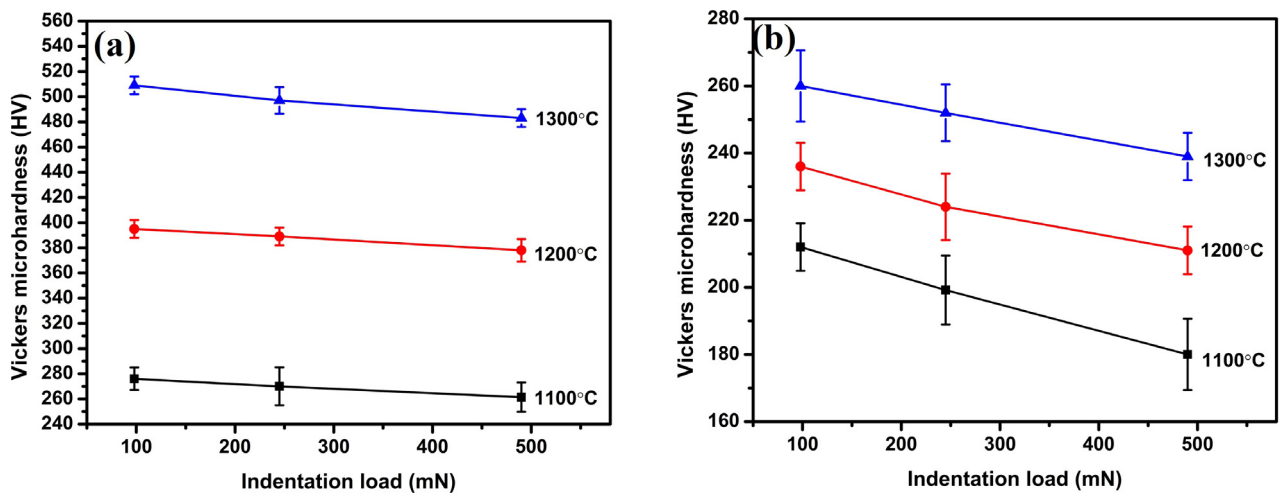 (a)
Vickers microhardness (HV)
560
540
520
500
480
460
440
420
400
380
360
340
320
300
280
260
240
1300°C
1200°C
1100°C
100
200
300
400
500
Indentation load (mN)
(b)
Vickers microhardness (HV)
280
260
240
220
200
180
160
1300°C
1200°C
1100°C
100
200
300
400
500
Indentation load (mN)